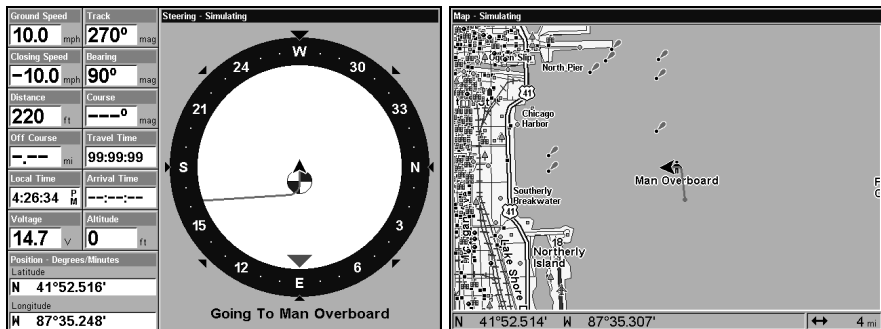 Ground Speed Track
10.0 mph 270° mag
Closing Speed Bearing
-10.0 mph 90° mag
Distance Course
220 ft ---° mag
Off Course Travel Time
-.-- mi 99:99:99
Local Time Arrival Time
4:26:34 PM --:--:--
Voltage Altitude
14.7 V 0 ft
Position - Degrees/Minutes
Latitude
N 41°52.516'
Longitude
W 87°35.248'
Steering - Simulating
W
24 30
21 33
S N
15 3
12 6
E
Going To Man Overboard
Map - Simulating
Ogden Slip
North Pier
41
Chicago
Harbor
Man Overboard
Southerly
Breakwater
41
18
Northerly
Island
Lake Shore
N 41°52.514' W 87°35.307' ↔ 4 mi